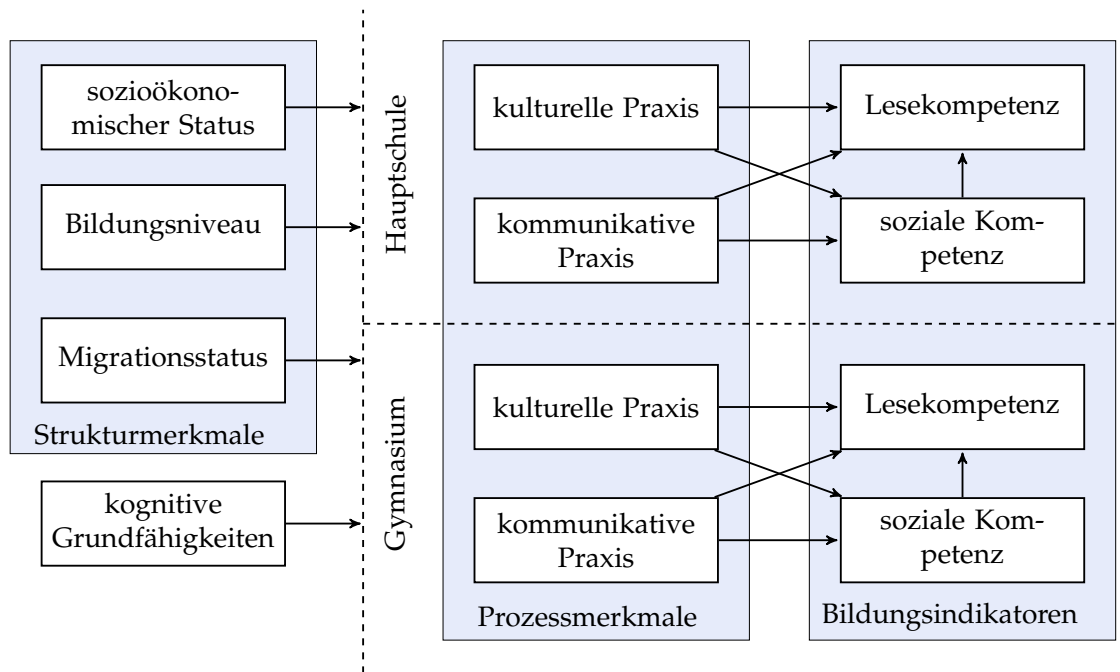 sozioökono-
mischer Status
Bildungsniveau
Migrationsstatus
Strukturmerkmale
kognitive
Grundfähigkeiten
Hauptschule
Gymnasium
kulturelle Praxis
kommunikative
Praxis
kulturelle Praxis
kommunikative
Praxis
Prozessmerkmale
Lesekompetenz
soziale Kom-
petenz
Lesekompetenz
soziale Kom-
petenz
Bildungsindikatoren